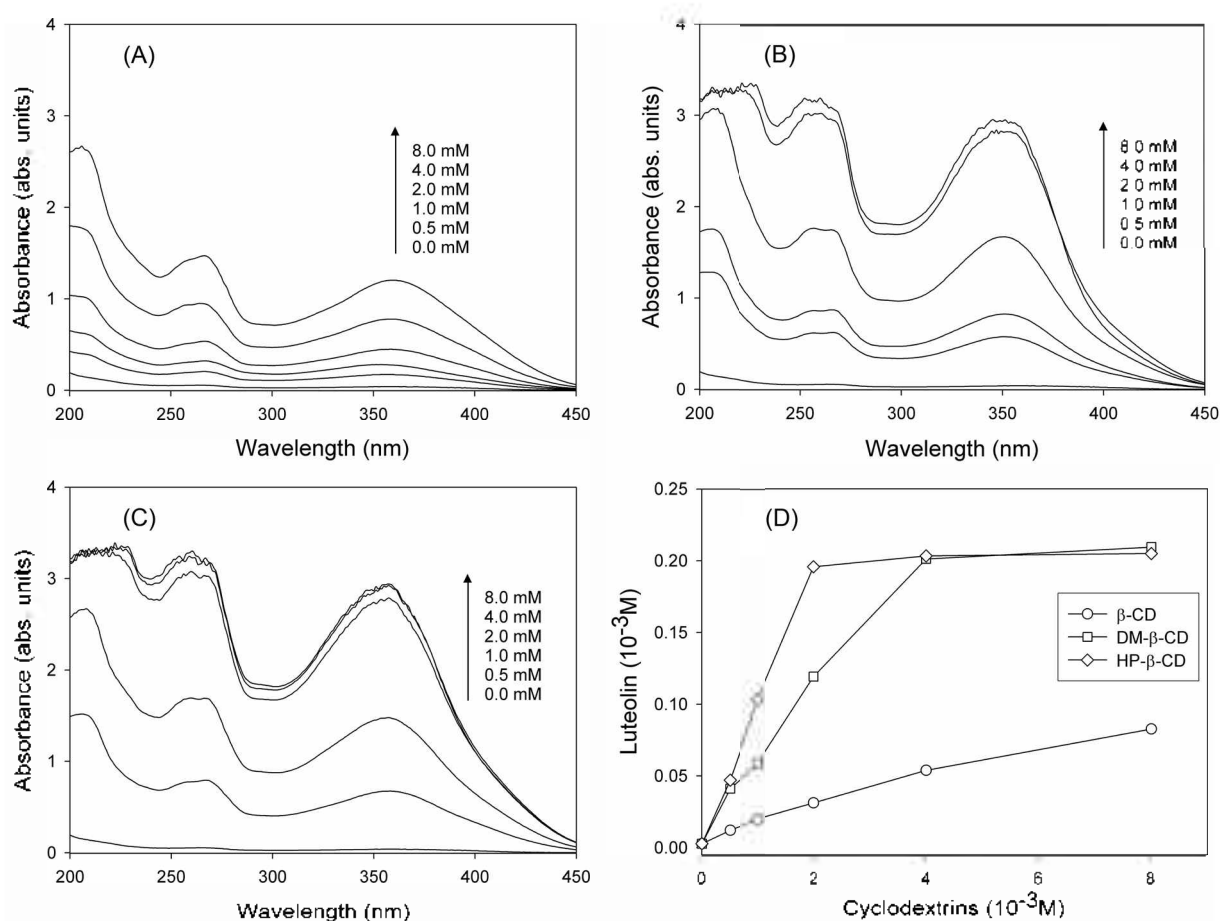 (A)
Absorbance (abs. units)
4
3
2
1
0
8.0 mM
4.0 mM
2.0 mM
1.0 mM
0.5 mM
0.0 mM
200 250 300 350 400 450
Wavelength (nm)
(B)
Absorbance (abs. units)
4
3
2
1
0
8.0 mM
4.0 mM
2.0 mM
1.0 mM
0.5 mM
0.0 mM
200 250 300 350 400 450
Wavelength (nm)
(C)
Absorbance (abs. units)
4
3
2
1
0
8.0 mM
4.0 mM
2.0 mM
1.0 mM
0.5 mM
0.0 mM
200 250 300 350 400 450
Wavelength (nm)
(D)
Luteolin (10⁻³M)
0.25
0.20
0.15
0.10
0.05
0.00
β-CD
DM-β-CD
HP-β-CD
0 2 4 6 8
Cyclodextrins (10⁻³M)